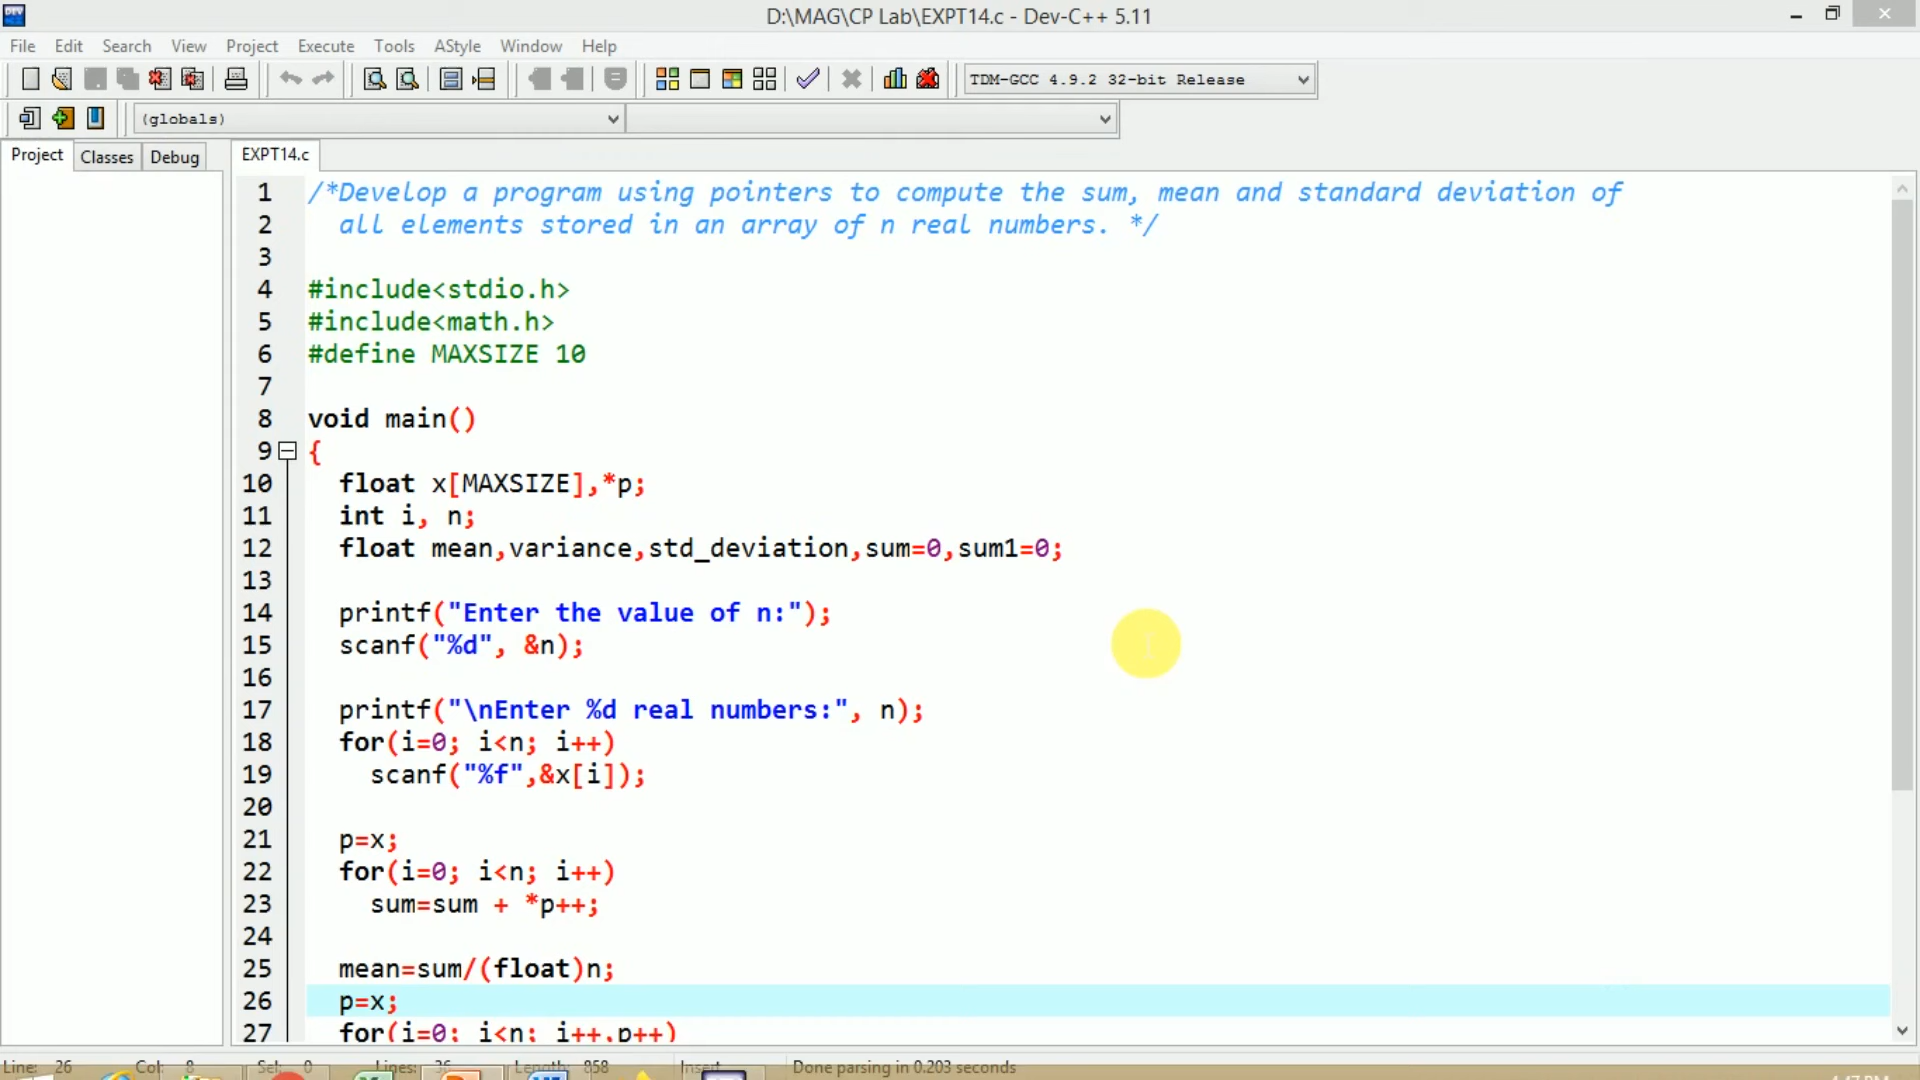 D:\MAG\CP Lab\EXPT14.c - Dev-C++ 5.11
File Edit Search View Project Execute Tools AStyle Window Help
TDM-GCC 4.9.2 32-bit Release
(globals)
Project Classes Debug EXPT14.c
1 /*Develop a program using pointers to compute the sum, mean and standard deviation of
2 all elements stored in an array of n real numbers. */
3
4 #include<stdio.h>
5 #include<math.h>
6 #define MAXSIZE 10
7
8 void main()
9 {
10 float x[MAXSIZE],*p;
11 int i, n;
12 float mean,variance,std_deviation,sum=0,sum1=0;
13
14 printf("Enter the value of n:");
15 scanf("%d", &n);
16
17 printf("\nEnter %d real numbers:", n);
18 for(i=0; i<n; i++)
19 scanf("%f",&x[i]);
20
21 p=x;
22 for(i=0; i<n; i++)
23 sum=sum + *p++;
24
25 mean=sum/(float)n;
26 p=x;
27 for(i=0; i<n; i++,p++)
Line: 26 Col: 8 Sel: 0 Lines: 36 Length: 858 Insert Done parsing in 0.203 seconds